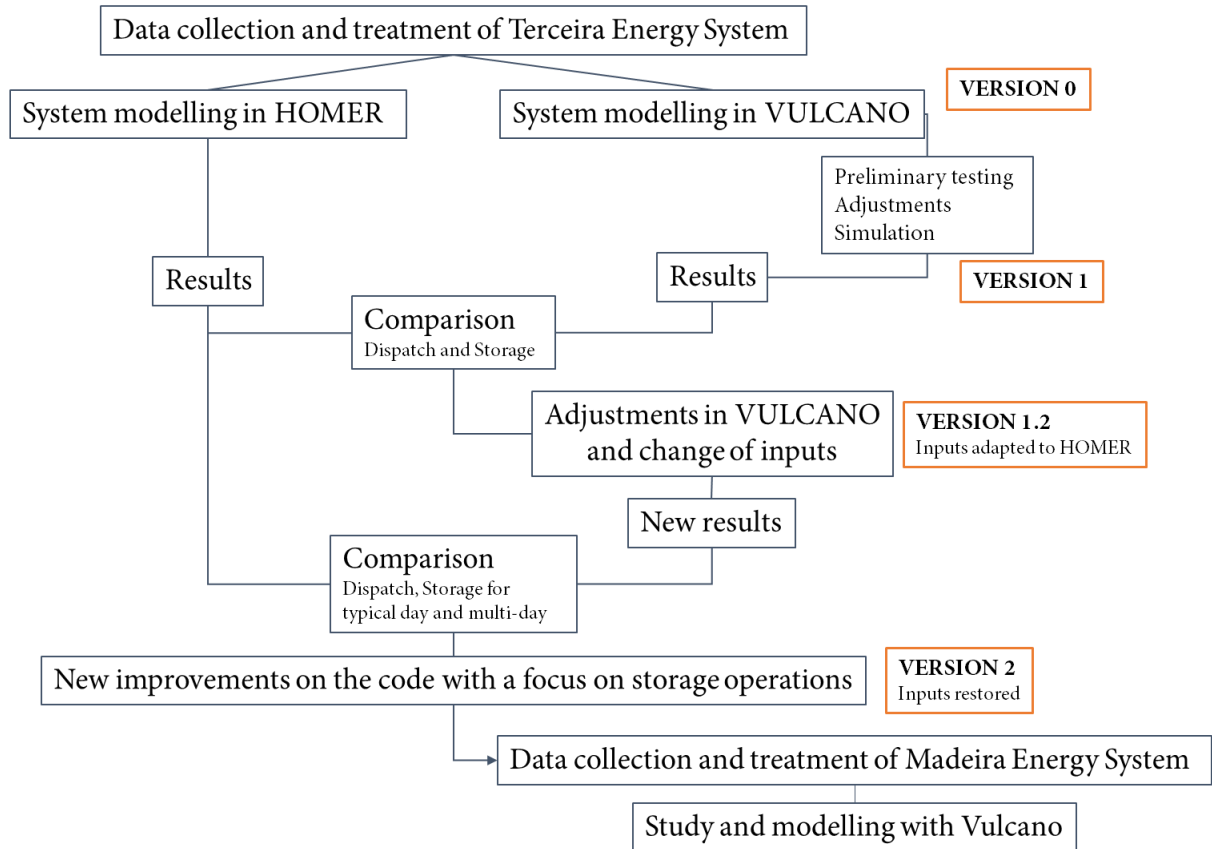 Data collection and treatment of Terceira Energy System
VERSION 0
System modelling in HOMER
System modelling in VULCANO
Preliminary testing
Adjustments
Simulation
Results
Results
VERSION 1
Comparison
Dispatch and Storage
Adjustments in VULCANO
and change of inputs
VERSION 1.2
Inputs adapted to HOMER
New results
Comparison
Dispatch, Storage for
typical day and multi-day
New improvements on the code with a focus on storage operations
VERSION 2
Inputs restored
Data collection and treatment of Madeira Energy System
Study and modelling with Vulcano